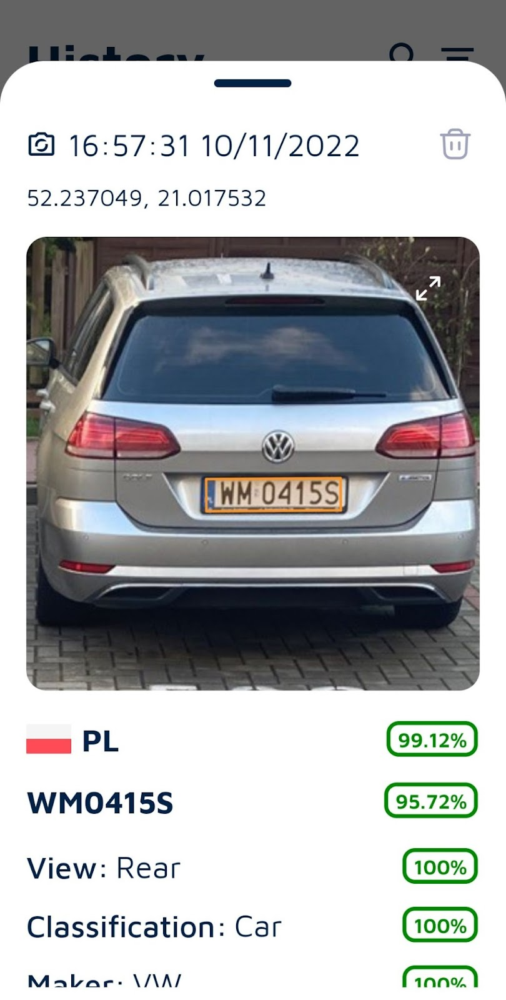 History
16:57:31 10/11/2022
52.237049, 21.017532
GOLF
WM 0415S
PL
99.12%
WM0415S
95.72%
View: Rear
100%
Classification: Car
100%
Maker: VW
100%